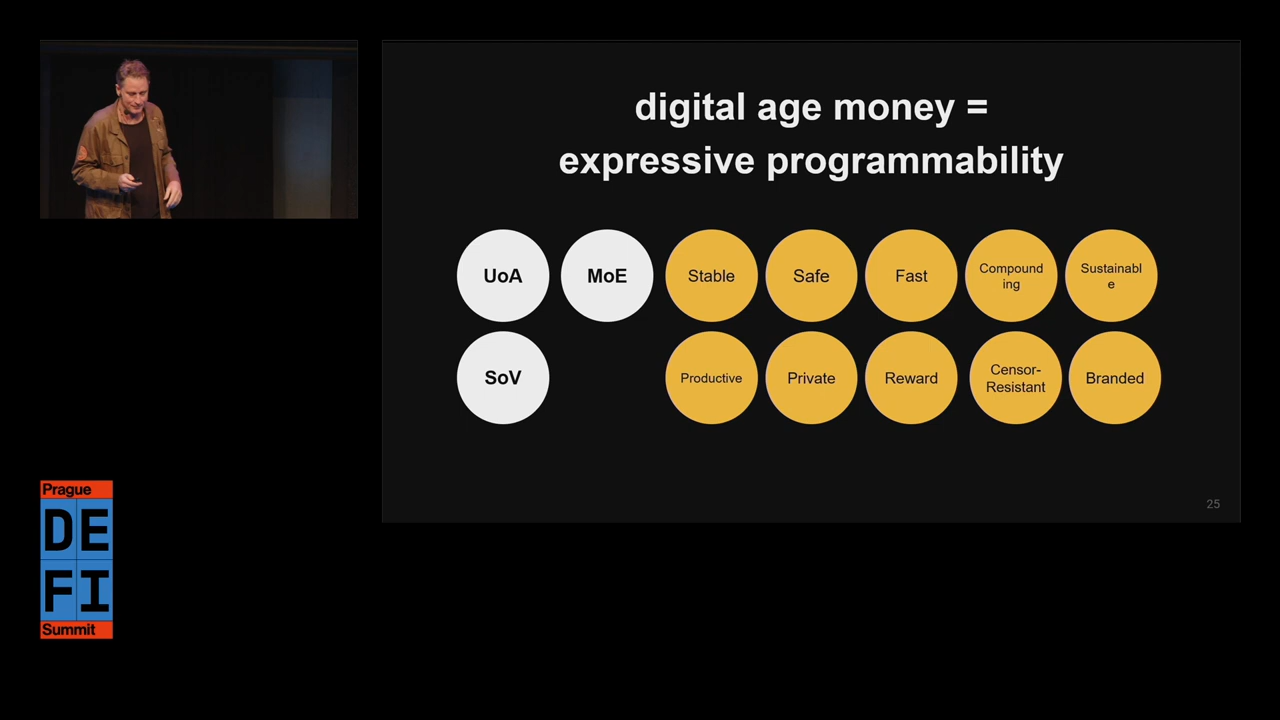 digital age money =
expressive programmability
UoA
MoE
Stable
Safe
Fast
Compound
ing
Sustainabl
e
SoV
Productive
Private
Reward
Censor-
Resistant
Branded
25
Prague
DE
FI
Summit